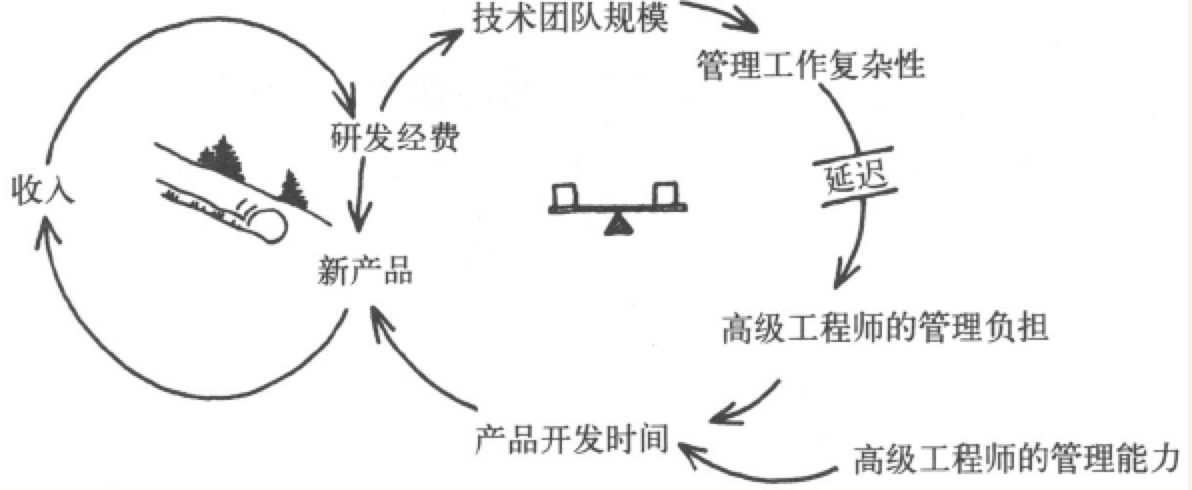 技术团队规模
管理工作复杂性
研发经费
收入
延迟
新产品
高级工程师的管理负担
产品开发时间
高级工程师的管理能力